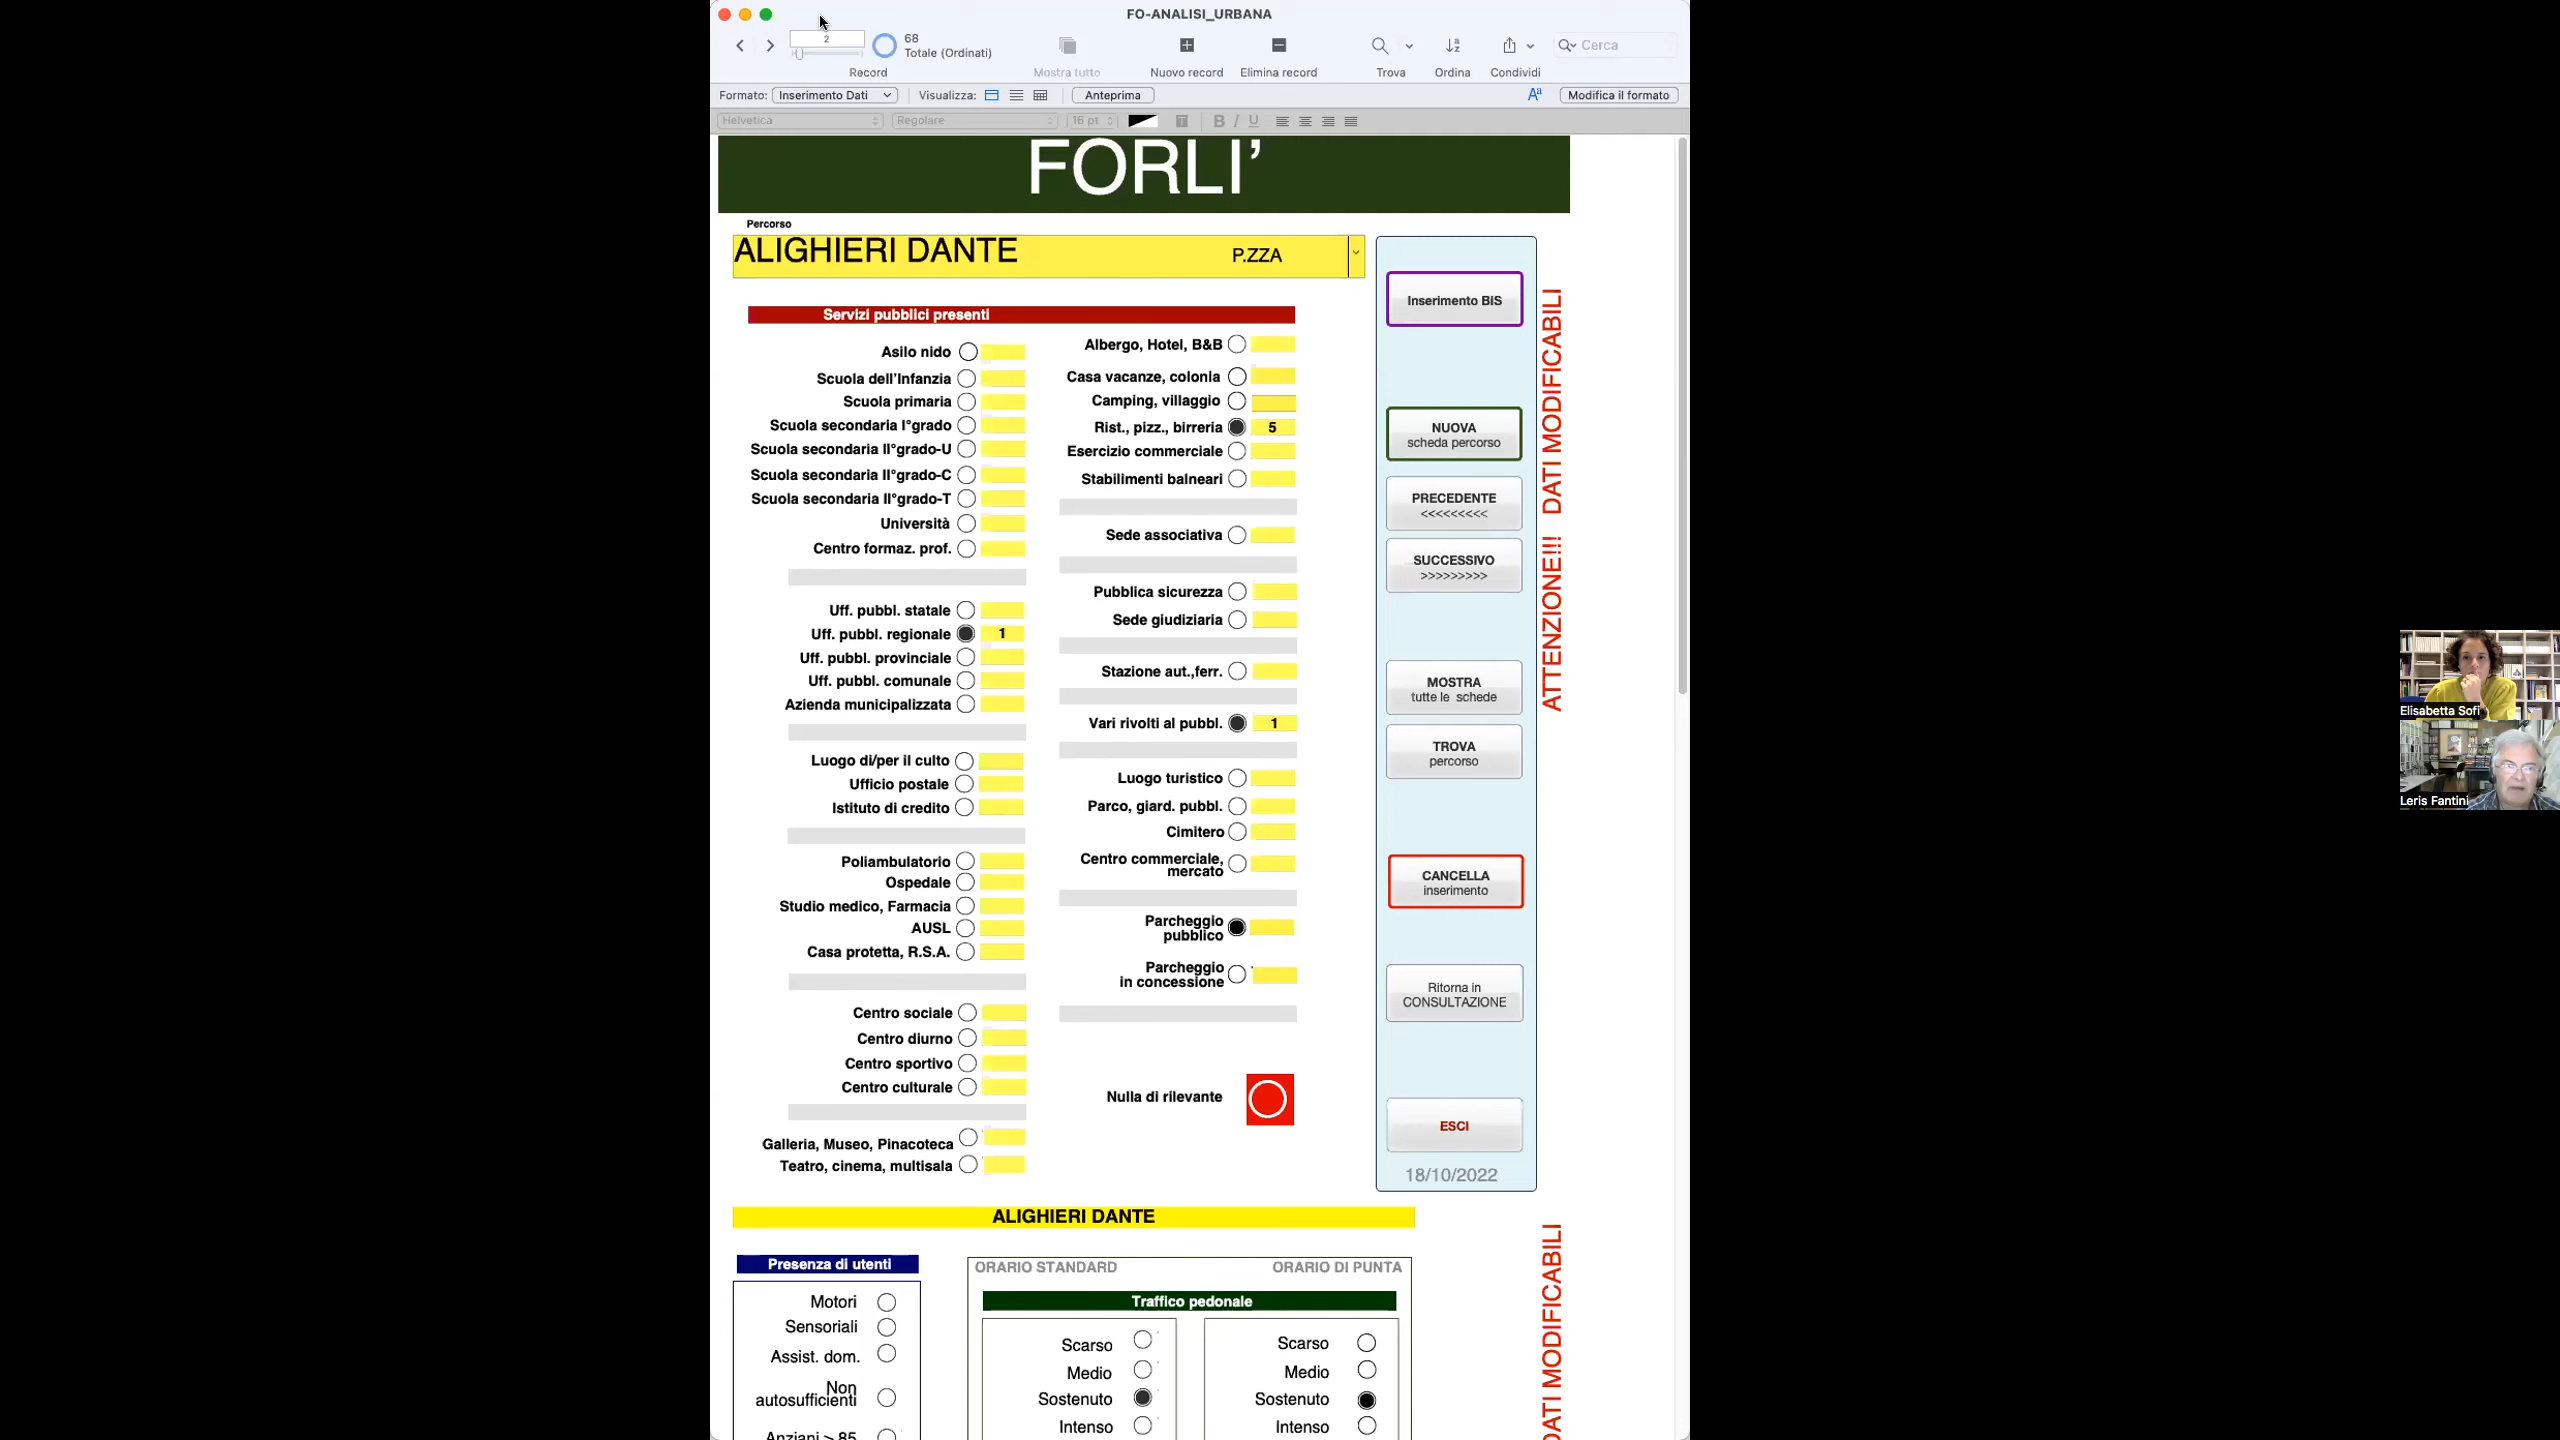 FO-ANALISI_URBANA
2
68
Totale (Ordinati)
Cerca
Record
Mostra tutto
Nuovo record
Elimina record
Trova
Ordina
Condividi
Formato: Inserimento Dati
Visualizza:
Anteprima
Aª
Modifica il formato
Helvetica
Regolare
16 pt
T
B I U
FORLI’
Percorso
ALIGHIERI DANTE P.ZZA
Servizi pubblici presenti
Asilo nido
Scuola dell'Infanzia
Scuola primaria
Scuola secondaria I°grado
Scuola secondaria II°grado-U
Scuola secondaria II°grado-C
Scuola secondaria II°grado-T
Università
Centro formaz. prof.
Uff. pubbl. statale
Uff. pubbl. regionale 1
Uff. pubbl. provinciale
Uff. pubbl. comunale
Azienda municipalizzata
Luogo di/per il culto
Ufficio postale
Istituto di credito
Poliambulatorio
Ospedale
Studio medico, Farmacia
AUSL
Casa protetta, R.S.A.
Centro sociale
Centro diurno
Centro sportivo
Centro culturale
Galleria, Museo, Pinacoteca
Teatro, cinema, multisala
Albergo, Hotel, B&B
Casa vacanze, colonia
Camping, villaggio
Rist., pizz., birreria 5
Esercizio commerciale
Stabilimenti balneari
Sede associativa
Pubblica sicurezza
Sede giudiziaria
Stazione aut.,ferr.
Vari rivolti al pubbl. 1
Luogo turistico
Parco, giard. pubbl.
Cimitero
Centro commerciale,
mercato
Parcheggio
pubblico
Parcheggio
in concessione
Nulla di rilevante
Inserimento BIS
NUOVA
scheda percorso
PRECEDENTE
<<<<<<<<<
SUCCESSIVO
>>>>>>>>>
MOSTRA
tutte le schede
TROVA
percorso
CANCELLA
inserimento
Ritorna in
CONSULTAZIONE
ESCI
18/10/2022
ATTENZIONE!!! DATI MODIFICABILI
ALIGHIERI DANTE
Presenza di utenti
Motori
Sensoriali
Assist. dom.
Non
autosufficienti
Anziani > 85
ORARIO STANDARD
ORARIO DI PUNTA
Traffico pedonale
Scarso
Medio
Sostenuto
Intenso
Scarso
Medio
Sostenuto
Intenso
DATI MODIFICABILI
Elisabetta Sofi
Leris Fantini